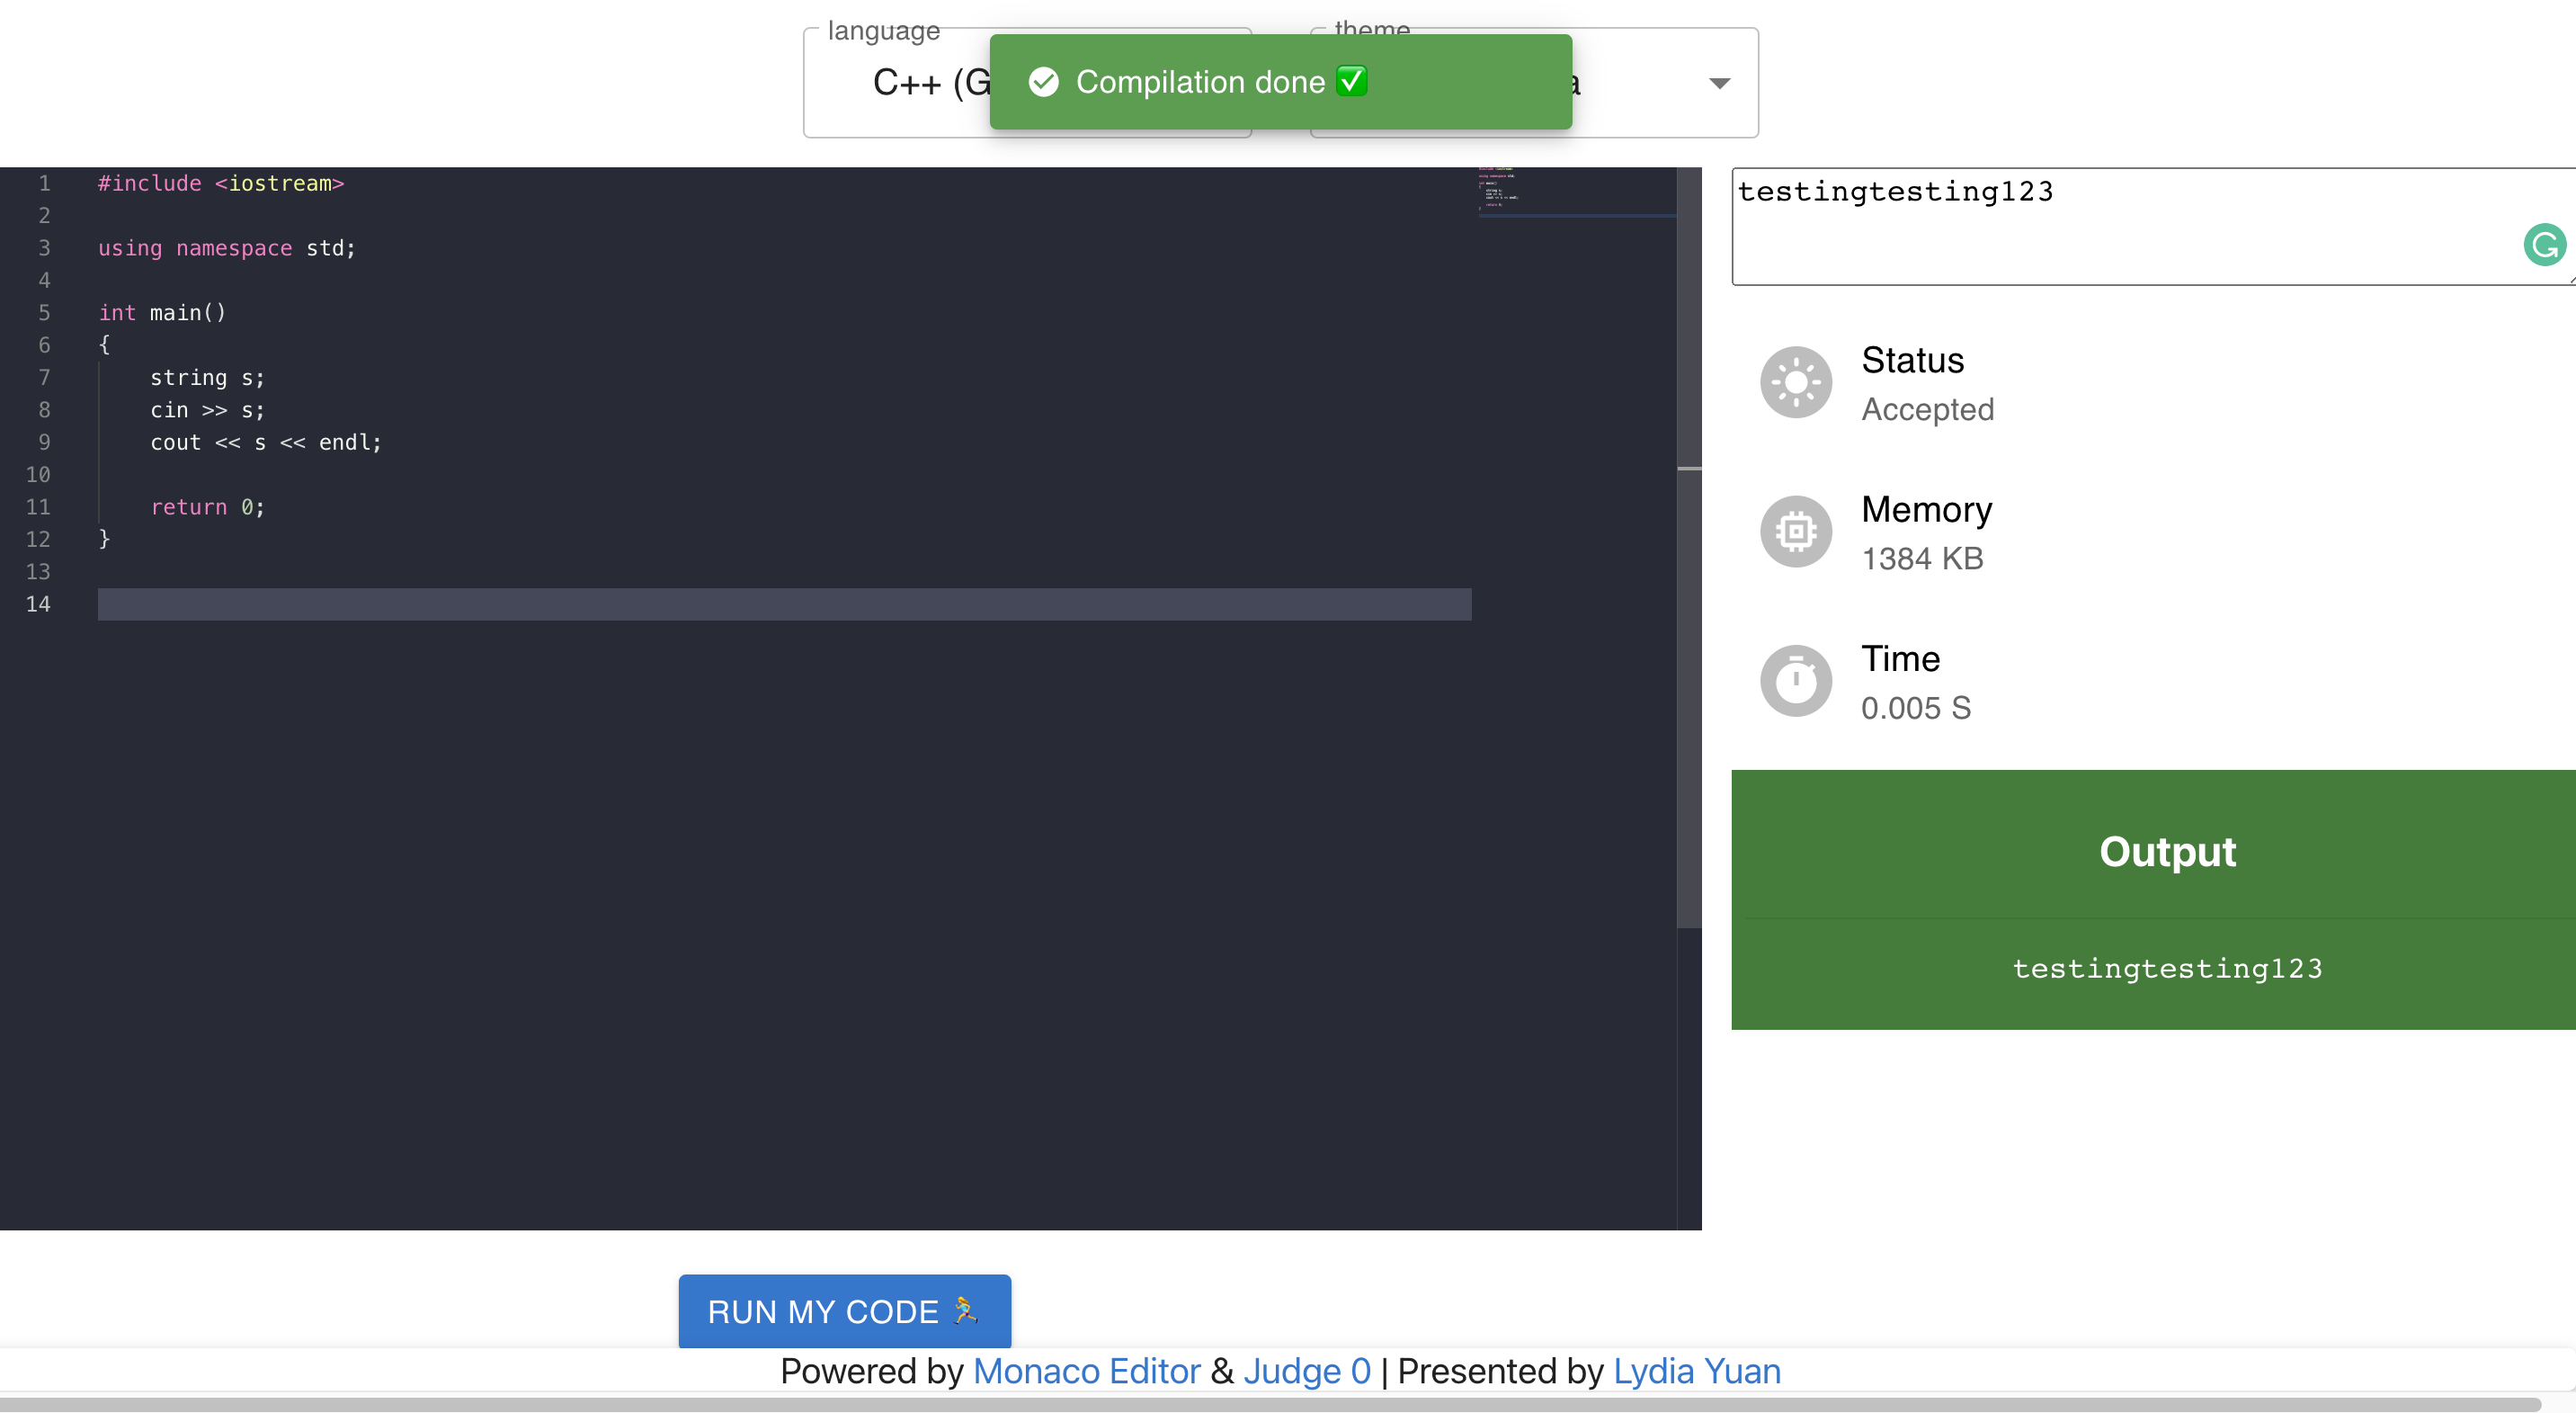 language
theme
C++ (G
Compilation done ✅
a
1 #include <iostream>
2
3 using namespace std;
4
5 int main()
6 {
7     string s;
8     cin >> s;
9     cout << s << endl;
10
11     return 0;
12 }
13
14
testingtesting123
Status
Accepted
Memory
1384 KB
Time
0.005 S
Output
testingtesting123
RUN MY CODE 🏃
Powered by Monaco Editor & Judge 0 | Presented by Lydia Yuan